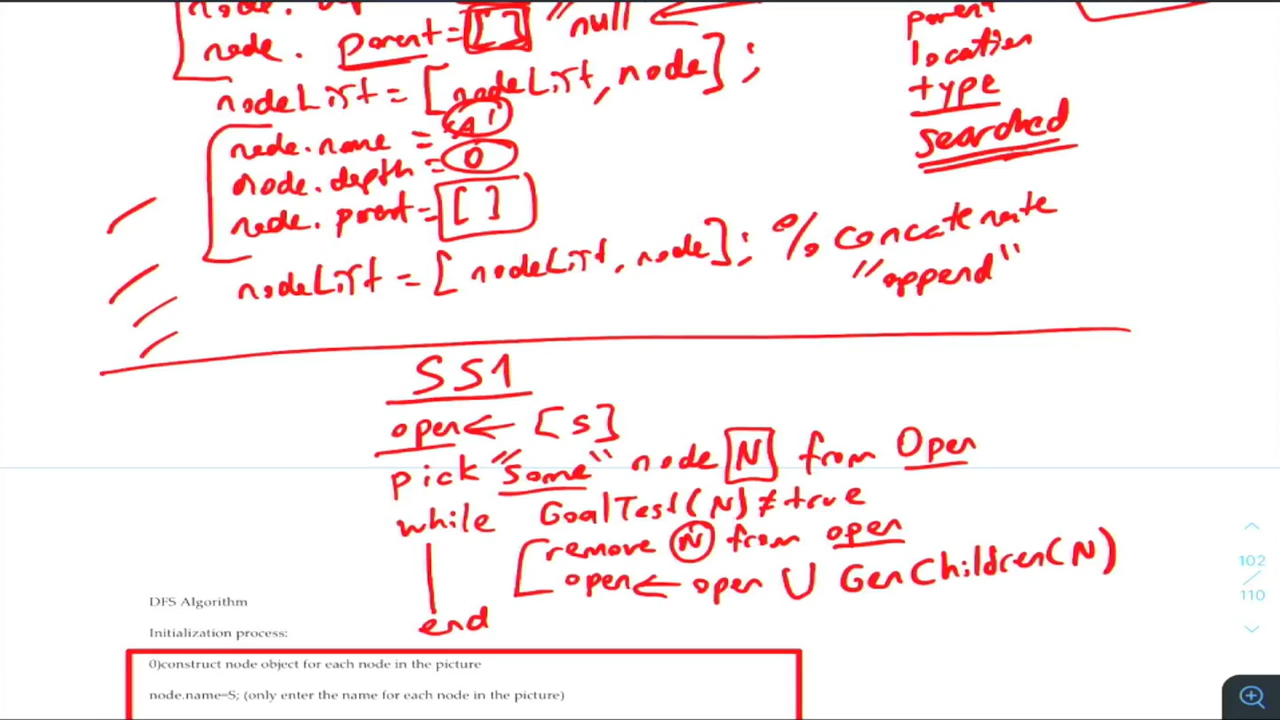 node.
node. parent=[ ] "null
nodeList = [nodeList, node];
node.name = 'A'
node.depth = 0
node.parent = [ ]
nodeList = [nodeList, node]; % concatenate
"append"
parent
location
type
searched
SS1
open ← [S]
pick "some" node N from Open
while GoalTest(N) ≠ true
remove N from open
open ← open U GenChildren(N)
end
102
/
110
DFS Algorithm
Initialization process:
0)construct node object for each node in the picture
node.name=S; (only enter the name for each node in the picture)